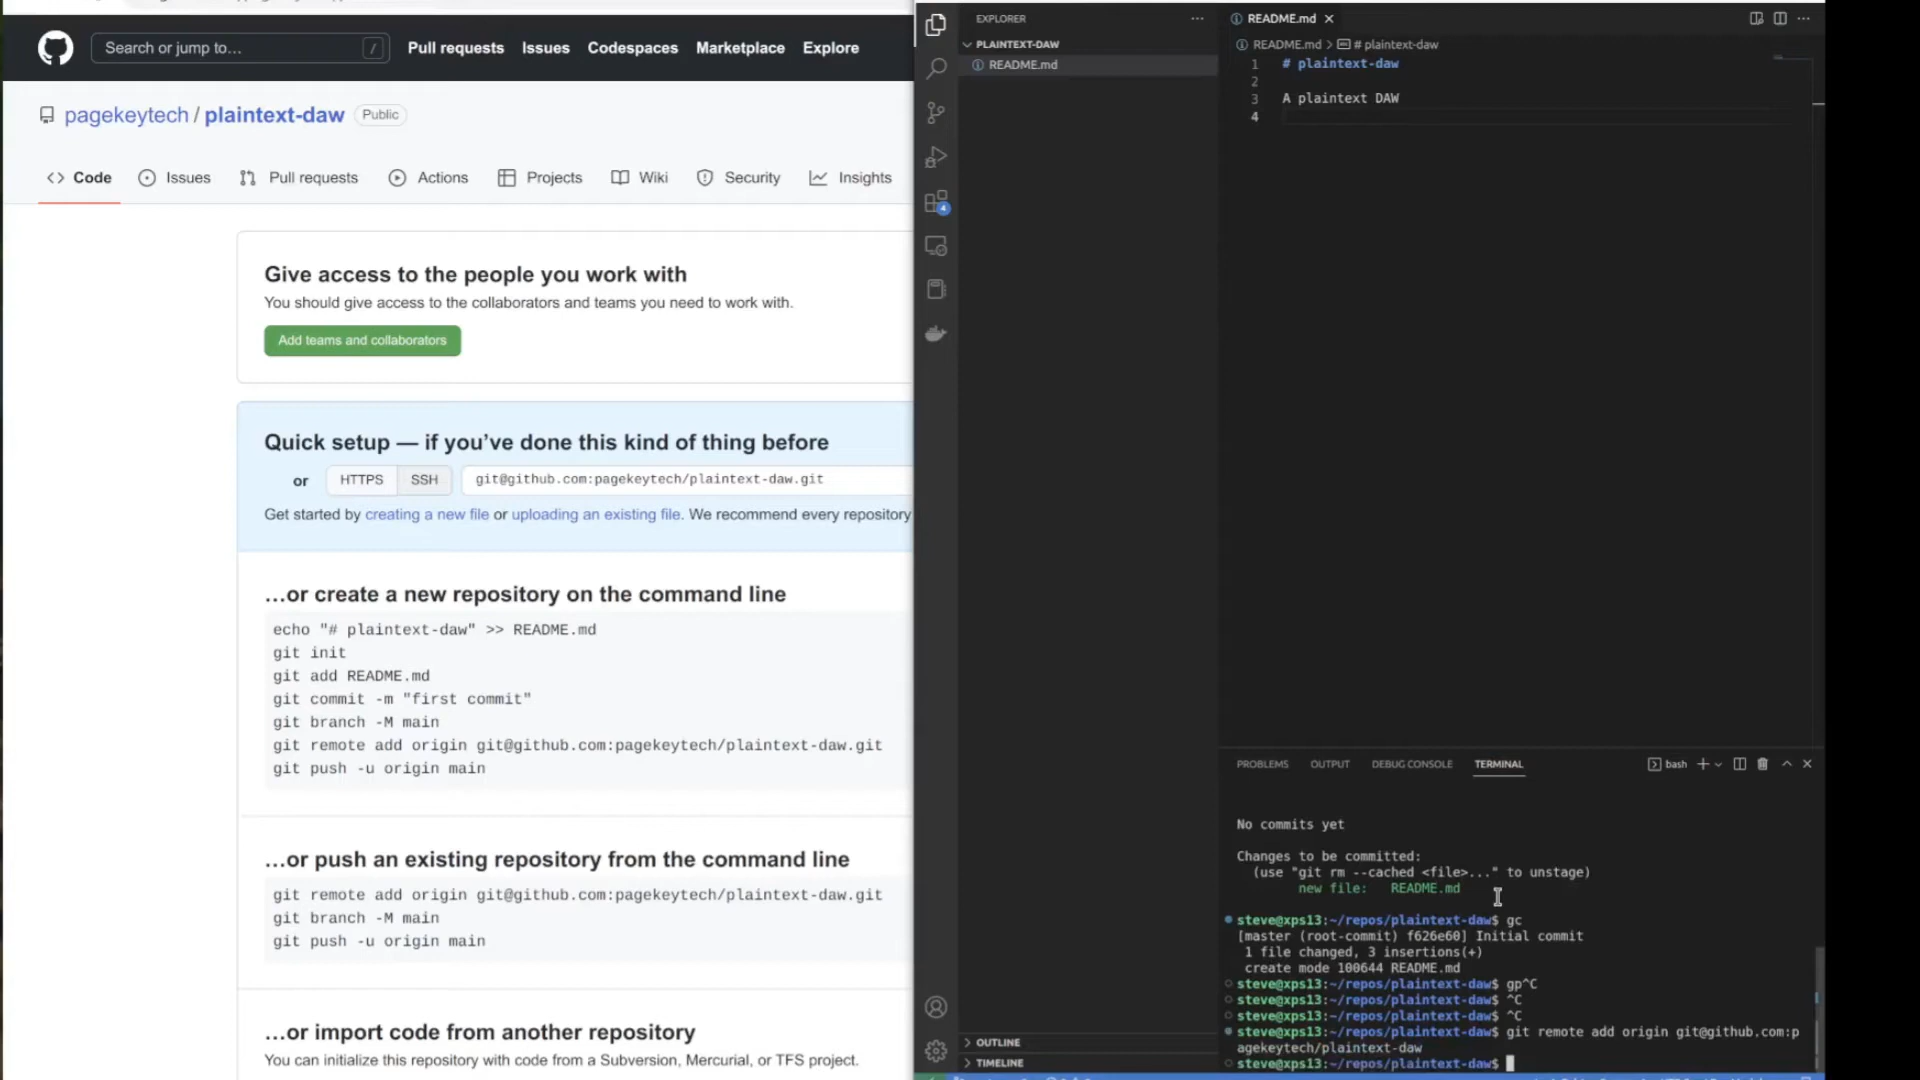 Search or jump to…
/
Pull requests
Issues
Codespaces
Marketplace
Explore
pagekeytech / plaintext-daw
Public
Code
Issues
Pull requests
Actions
Projects
Wiki
Security
Insights
Give access to the people you work with
You should give access to the collaborators and teams you need to work with.
Add teams and collaborators
Quick setup — if you’ve done this kind of thing before
or
HTTPS
SSH
git@github.com:pagekeytech/plaintext-daw.git
Get started by creating a new file or uploading an existing file. We recommend every repository
…or create a new repository on the command line
echo "# plaintext-daw" >> README.md
git init
git add README.md
git commit -m "first commit"
git branch -M main
git remote add origin git@github.com:pagekeytech/plaintext-daw.git
git push -u origin main
…or push an existing repository from the command line
git remote add origin git@github.com:pagekeytech/plaintext-daw.git
git branch -M main
git push -u origin main
…or import code from another repository
You can initialize this repository with code from a Subversion, Mercurial, or TFS project.
EXPLORER
PLAINTEXT-DAW
README.md
4
OUTLINE
TIMELINE
README.md
README.md > # plaintext-daw
1 # plaintext-daw
2
3 A plaintext DAW
4
PROBLEMS
OUTPUT
DEBUG CONSOLE
TERMINAL
bash
No commits yet
Changes to be committed:
(use "git rm --cached <file>..." to unstage)
new file: README.md
steve@xps13:~/repos/plaintext-daw$ gc
[master (root-commit) f626e60] Initial commit
1 file changed, 3 insertions(+)
create mode 100644 README.md
steve@xps13:~/repos/plaintext-daw$ gp^C
steve@xps13:~/repos/plaintext-daw$ ^C
steve@xps13:~/repos/plaintext-daw$ ^C
steve@xps13:~/repos/plaintext-daw$ git remote add origin git@github.com:p
agekeytech/plaintext-daw
steve@xps13:~/repos/plaintext-daw$